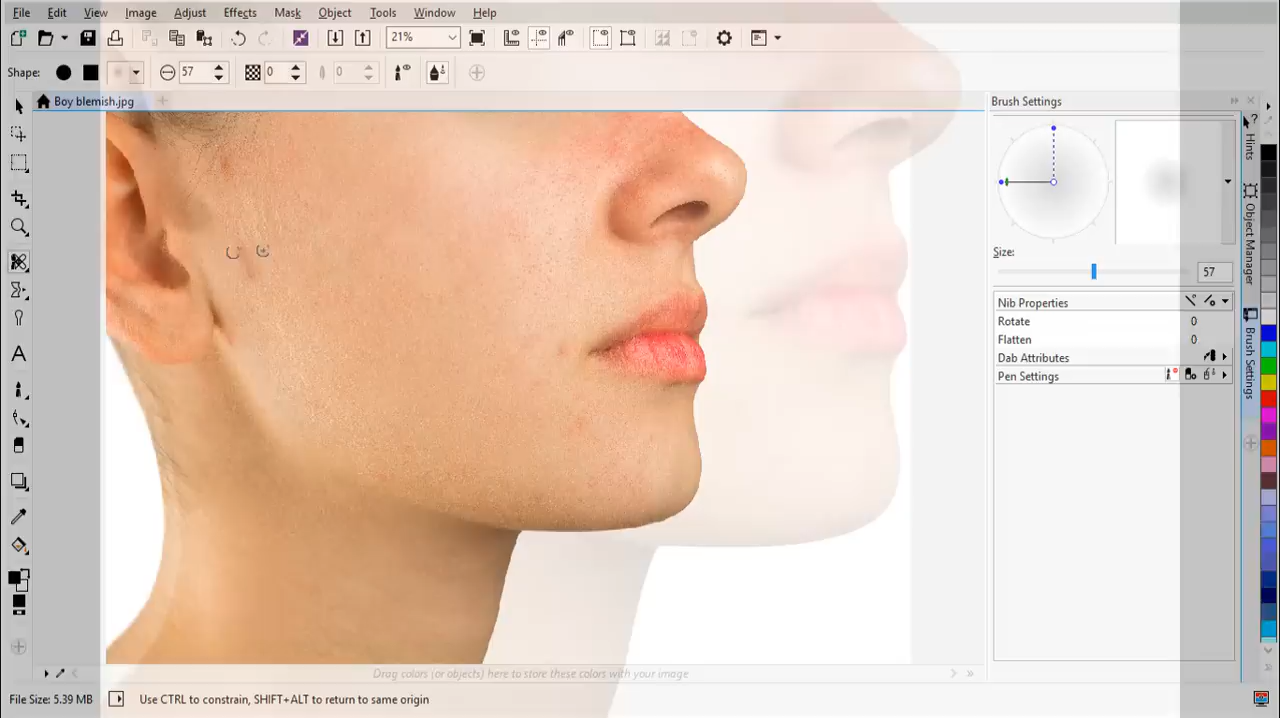 File Edit View Image Adjust Effects Mask Object Tools Window Help
21%
Shape: 57 0 0
Boy blemish.jpg
Brush Settings
Hints
Object Manager
Brush Settings
Size:
57
Nib Properties
Rotate 0
Flatten 0
Dab Attributes
Pen Settings
Drag colors (or objects) here to store these colors with your image
File Size: 5.39 MB Use CTRL to constrain, SHIFT+ALT to return to same origin